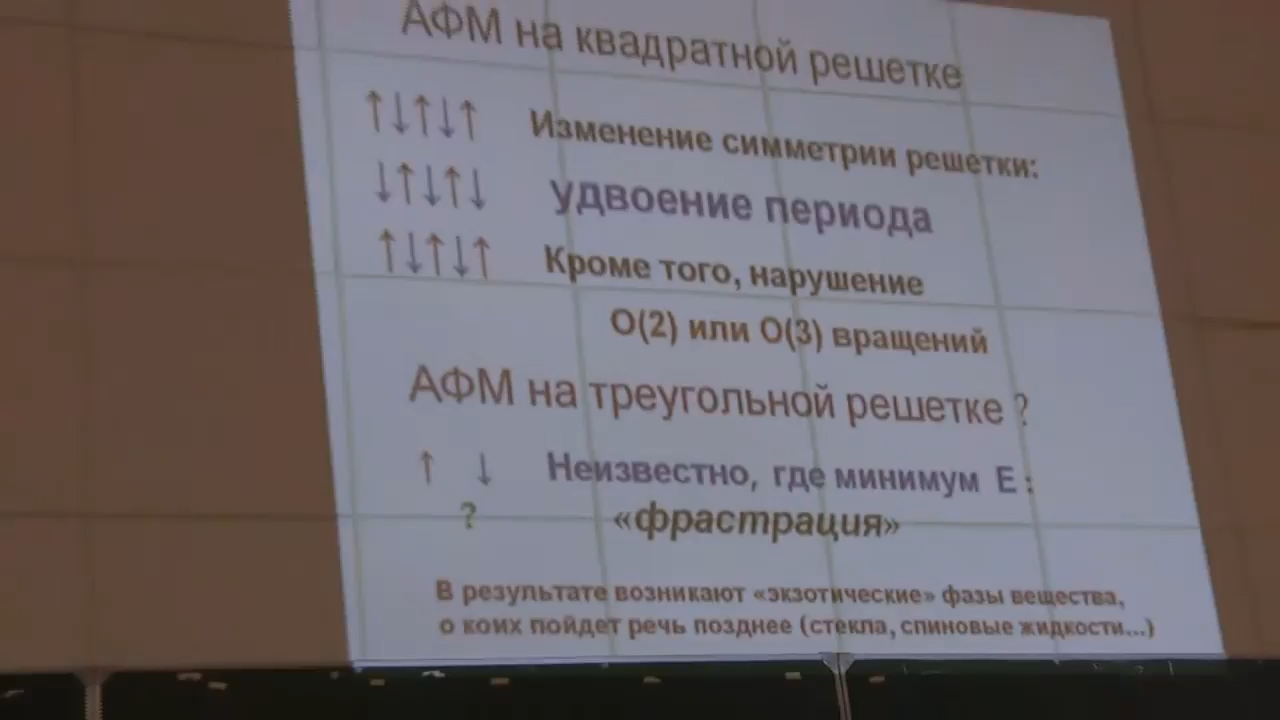 АФМ на квадратной решетке
↑↓↑↓↑ Изменение симметрии решетки:
↓↑↓↑↓ удвоение периода
↑↓↑↓↑ Кроме того, нарушение
О(2) или О(3) вращений
АФМ на треугольной решетке ?
↑ ↓ Неизвестно, где минимум Е :
? «фрастрация»
В результате возникают «экзотические» фазы вещества,
о коих пойдет речь позднее (стекла, спиновые жидкости...)